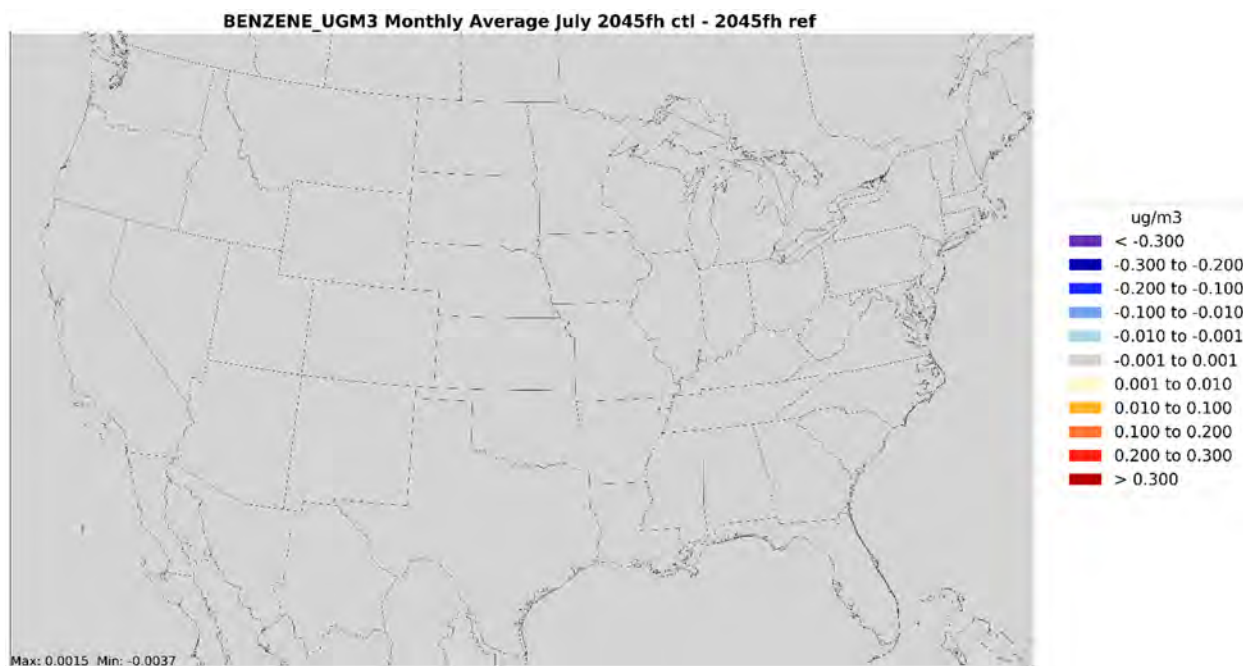 BENZENE_UGM3 Monthly Average July 2045fh ctl - 2045fh ref
ug/m3
< -0.300
-0.300 to -0.200
-0.200 to -0.100
-0.100 to -0.010
-0.010 to -0.001
-0.001 to 0.001
0.001 to 0.010
0.010 to 0.100
0.100 to 0.200
0.200 to 0.300
> 0.300
Max: 0.0015 Min: -0.0037